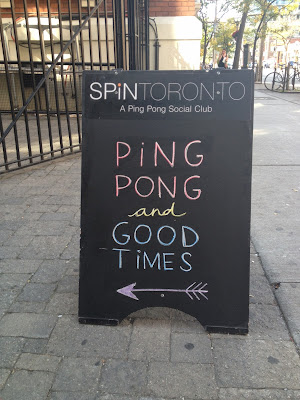 SPiNTORONTO
A Ping Pong Social Club
PiNG
PONG
and
GOOD
TiMES